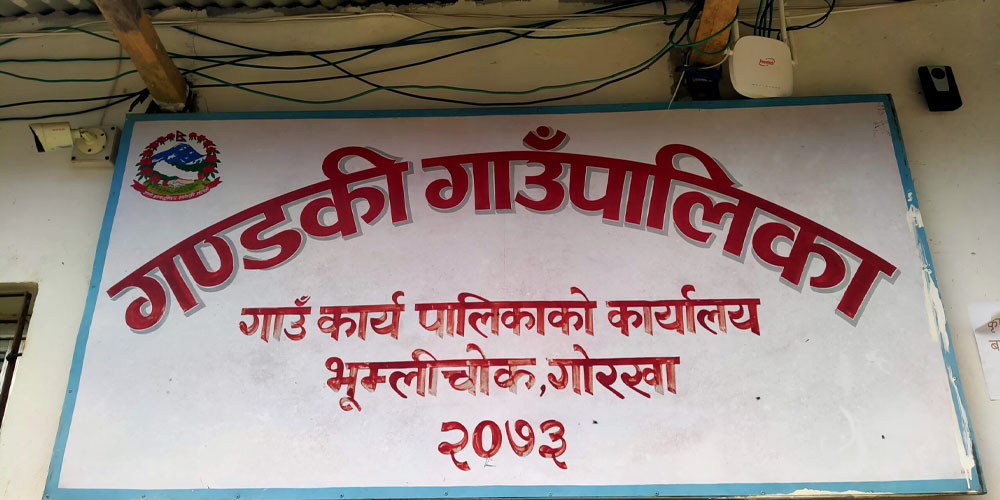 गण्डकी गाउँपालिका
गाउँ कार्य पालिकाको कार्यालय
भूम्लीचोक, गोरखा
२०७३